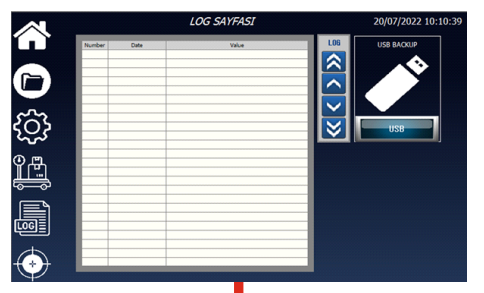 LOG SAYFASI
20/07/2022 10:10:39
Number Date Value
LOG
USB BACKUP
USB
LOG